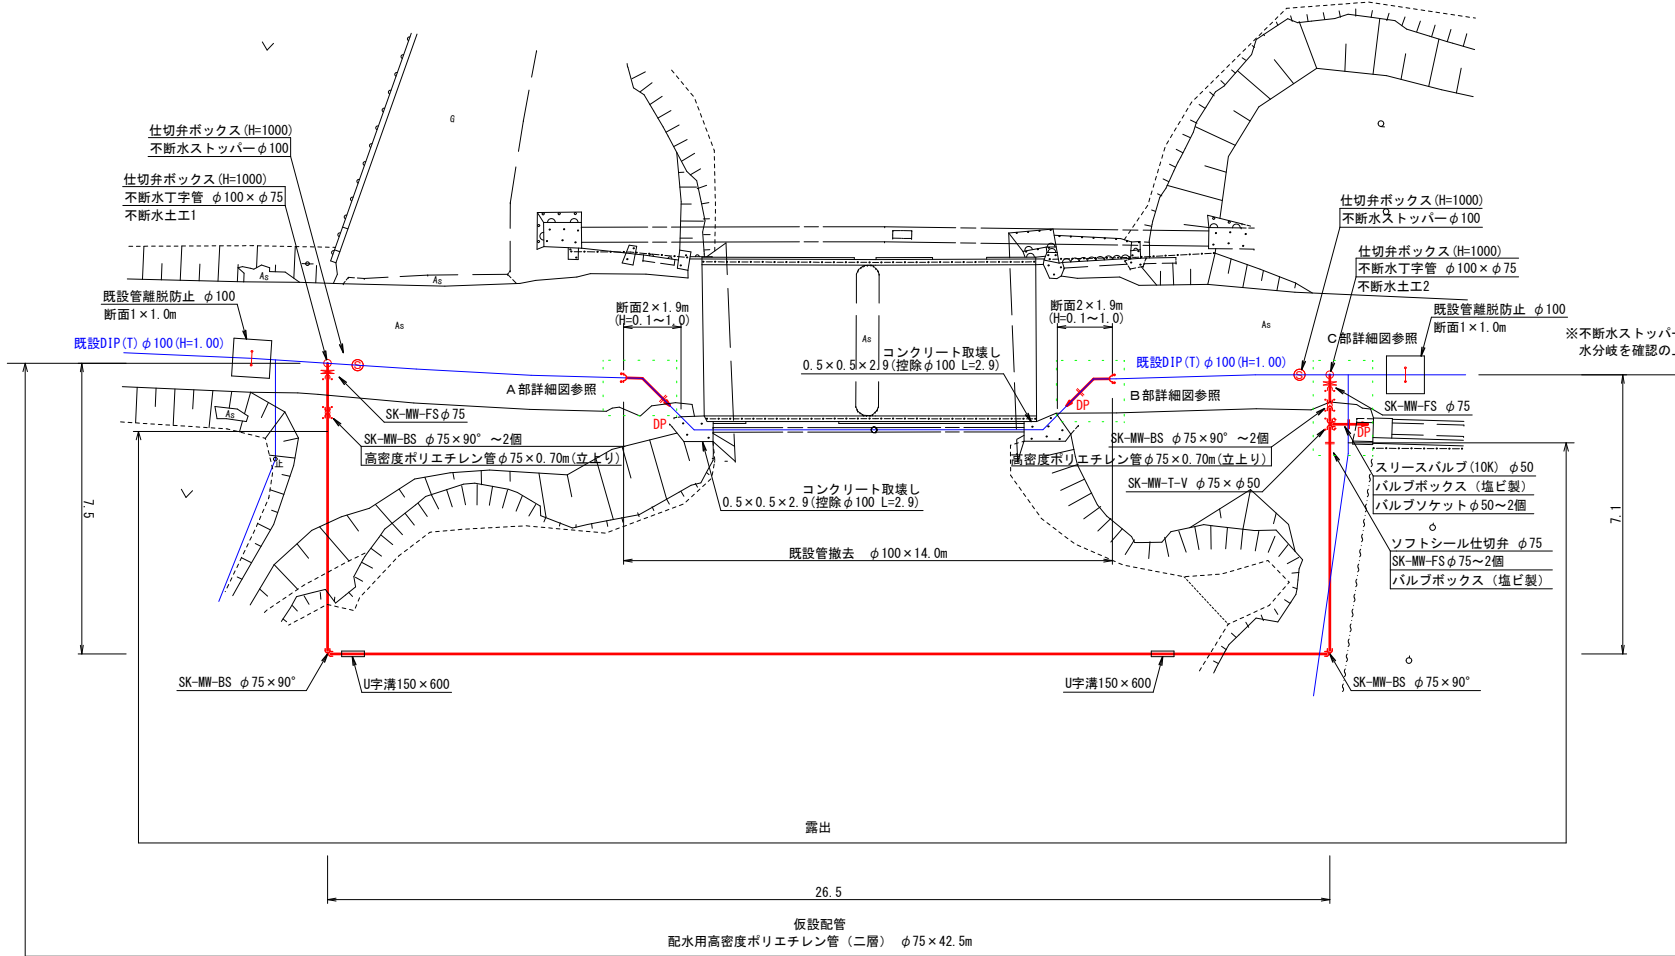 仕切弁ボックス(H=1000)
不断水ストッパーφ100
仕切弁ボックス(H=1000)
不断水丁字管 φ100×φ75
不断水土工1
既設管離脱防止 φ100
断面1×1.0m
既設DIP(T)φ100(H=1.00)
G
As
As
As
As
As
As
止
A部詳細図参照
SK-MW-FSφ75
SK-MW-BS φ75×90° ～2個
高密度ポリエチレン管φ75×0.70m(立上り)
断面2×1.9m
(H=0.1～1.0)
DP
コンクリート取壊し
0.5×0.5×2.9(控除φ100 L=2.9)
コンクリート取壊し
0.5×0.5×2.9(控除φ100 L=2.9)
既設管撤去 φ100×14.0m
断面2×1.9m
(H=0.1～1.0)
既設DIP(T)φ100(H=1.00)
DP
B部詳細図参照
SK-MW-BS φ75×90° ～2個
高密度ポリエチレン管φ75×0.70m(立上り)
SK-MW-T-V φ75×φ50
仕切弁ボックス(H=1000)
不断水ストッパーφ100
仕切弁ボックス(H=1000)
不断水丁字管 φ100×φ75
不断水土工2
既設管離脱防止 φ100
断面1×1.0m
C部詳細図参照
※不断水ストッパー
水分岐を確認の上
SK-MW-FS φ75
DP
スリースバルブ(10K) φ50
バルブボックス（塩ビ製）
バルブソケットφ50～2個
ソフトシール仕切弁 φ75
SK-MW-FSφ75～2個
バルブボックス（塩ビ製）
7.5
7.1
SK-MW-BS φ75×90°
U字溝150×600
U字溝150×600
SK-MW-BS φ75×90°
露出
26.5
仮設配管
配水用高密度ポリエチレン管（二層） φ75×42.5m